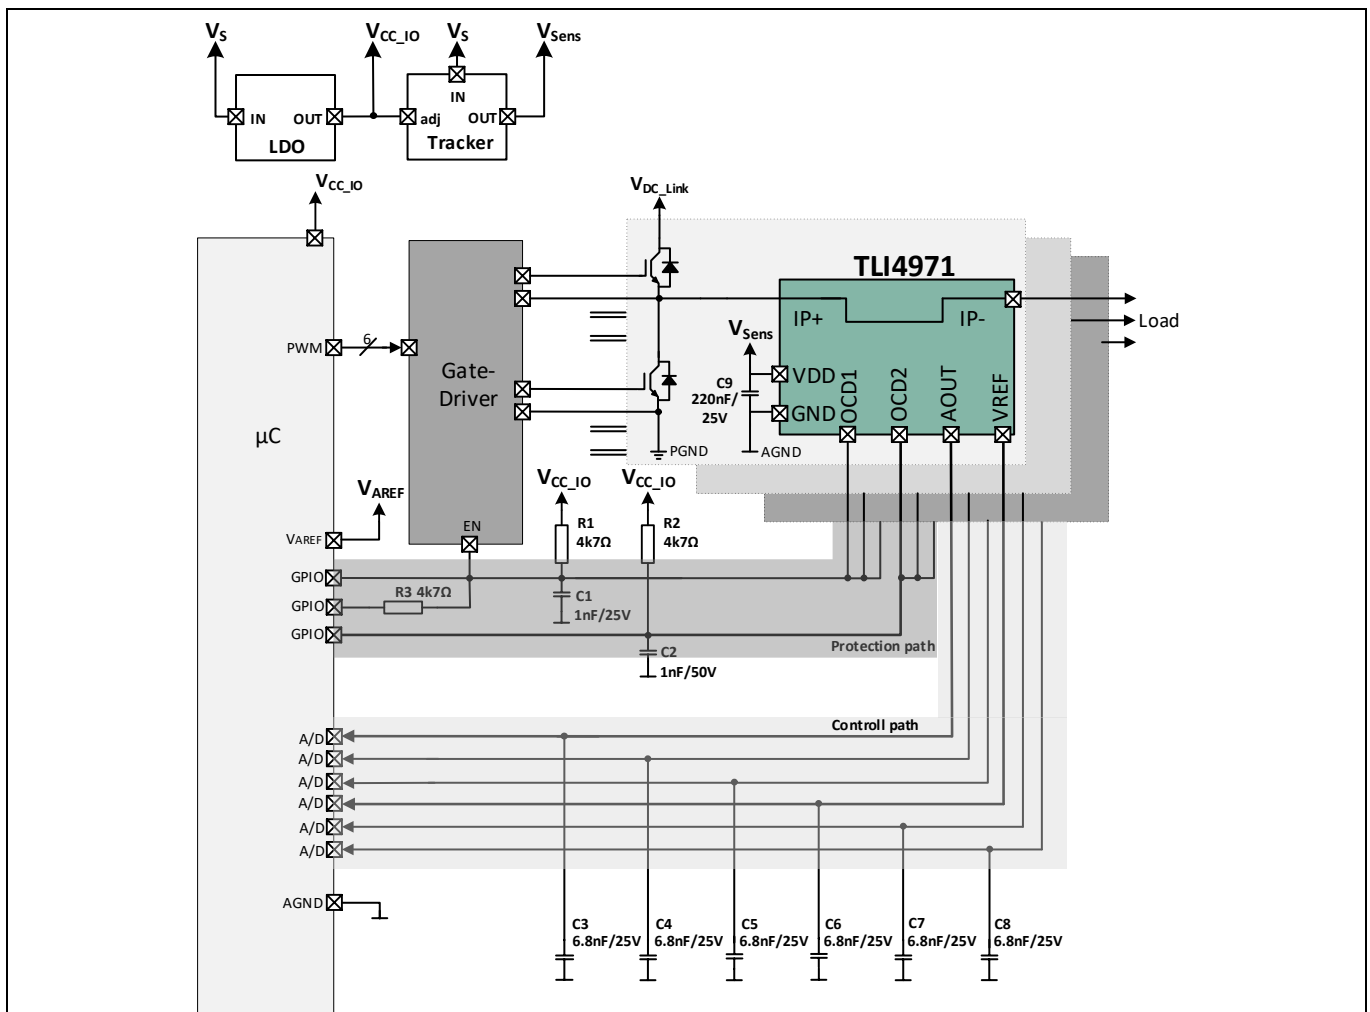 VS
VCC_IO
VS
VSens
IN
OUT
LDO
adj
IN
OUT
Tracker
VCC_IO
VDC_Link
TLI4971
IP+
IP-
Load
VSens
VDD
GND
OCD1
OCD2
AOUT
VREF
C9
220nF/
25V
AGND
PGND
PWM
6
Gate-
Driver
µC
VCC_IO
VCC_IO
VAREF
R1
4k7Ω
R2
4k7Ω
EN
VAREF
GPIO
GPIO
R3 4k7Ω
C1
1nF/25V
GPIO
Protection path
C2
1nF/50V
Controll path
A/D
A/D
A/D
A/D
A/D
A/D
AGND
C3
6.8nF/25V
C4
6.8nF/25V
C5
6.8nF/25V
C6
6.8nF/25V
C7
6.8nF/25V
C8
6.8nF/25V